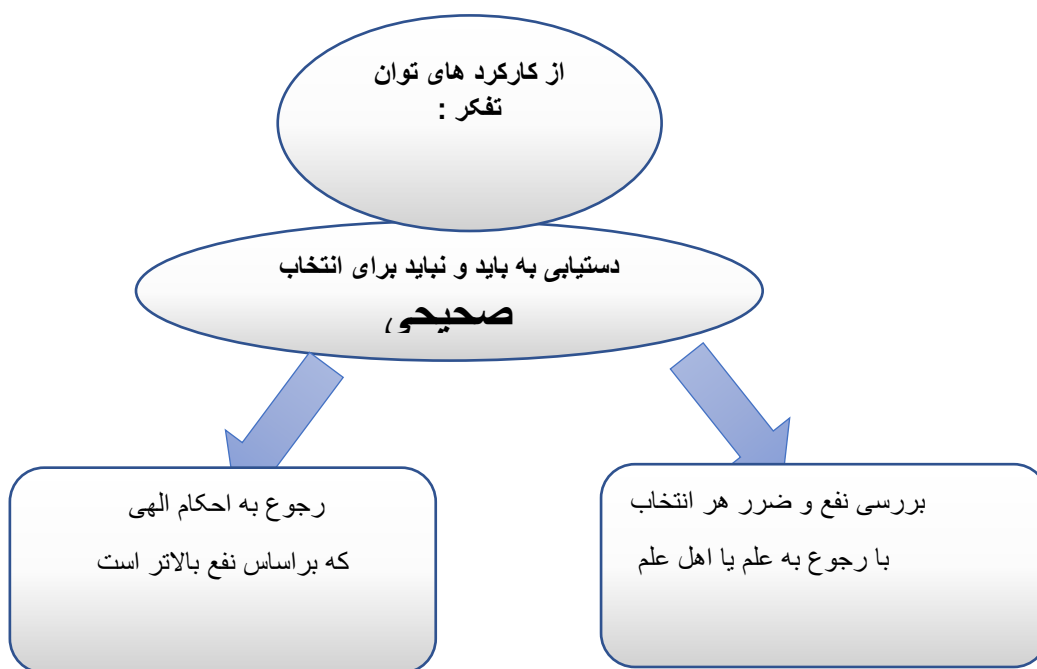 از کارکرد های توان
تفکر :
دستیابی به باید و نباید برای انتخاب
صحیحی
بررسی نفع و ضرر هر انتخاب
با رجوع به علم یا اهل علم
رجوع به احکام الهی
که براساس نفع بالاتر است